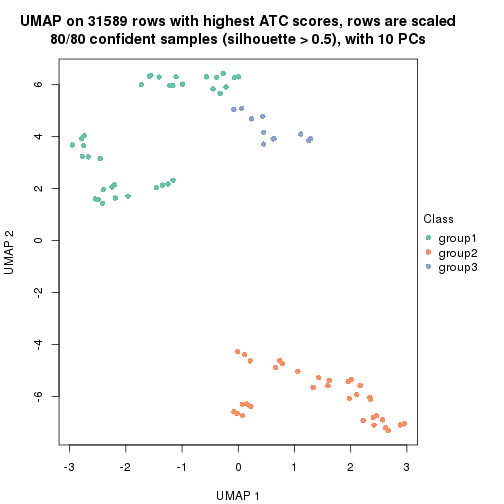 UMAP on 31589 rows with highest ATC scores, rows are scaled
80/80 confident samples (silhouette > 0.5), with 10 PCs
6
4
2
0
-2
-4
-6
UMAP 2
-3
-2
-1
0
1
2
3
UMAP 1
Class
group1
group2
group3